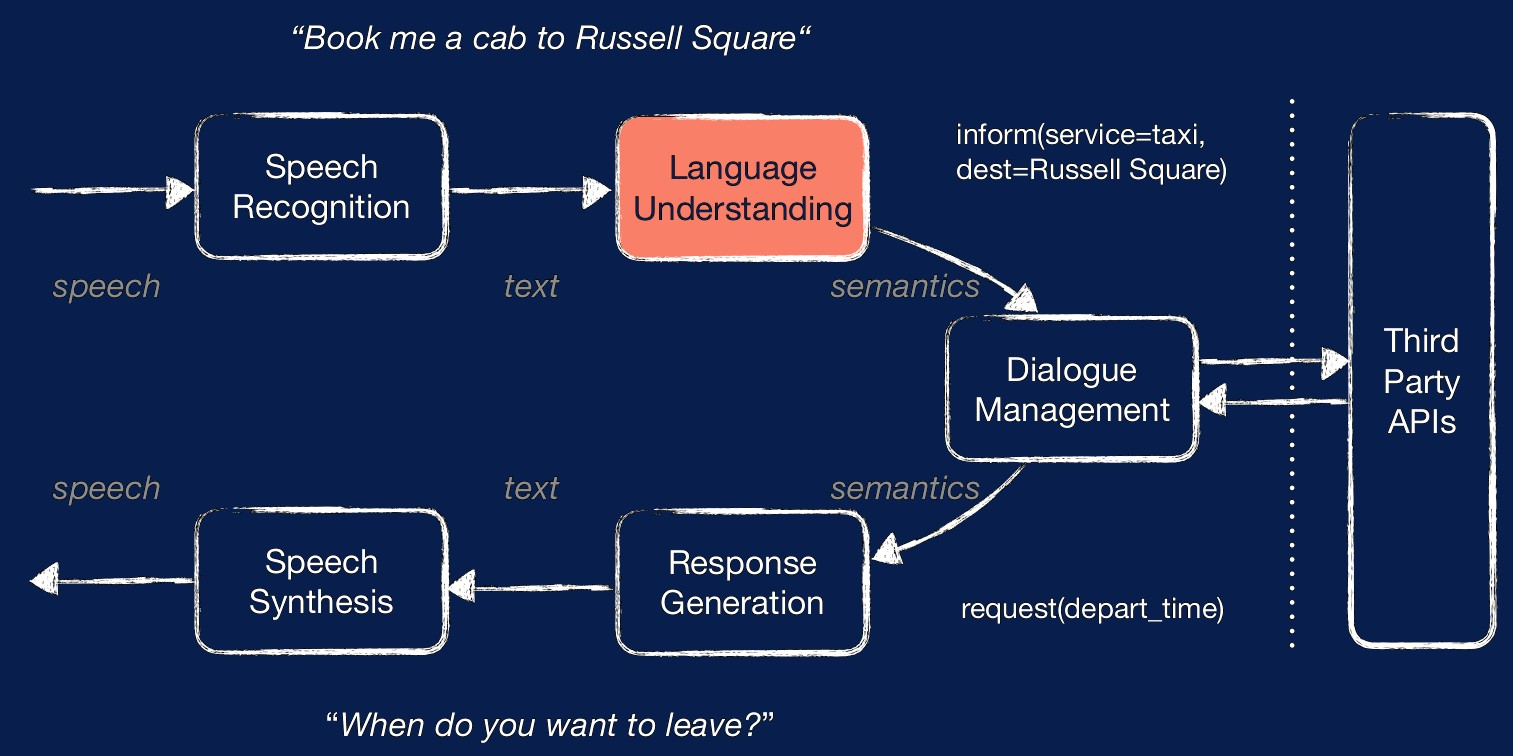 “Book me a cab to Russell Square“
Speech
Recognition
Language
Understanding
inform(service=taxi,
dest=Russell Square)
speech
text
semantics
Dialogue
Management
Third
Party
APIs
speech
text
semantics
Speech
Synthesis
Response
Generation
request(depart_time)
“When do you want to leave?”